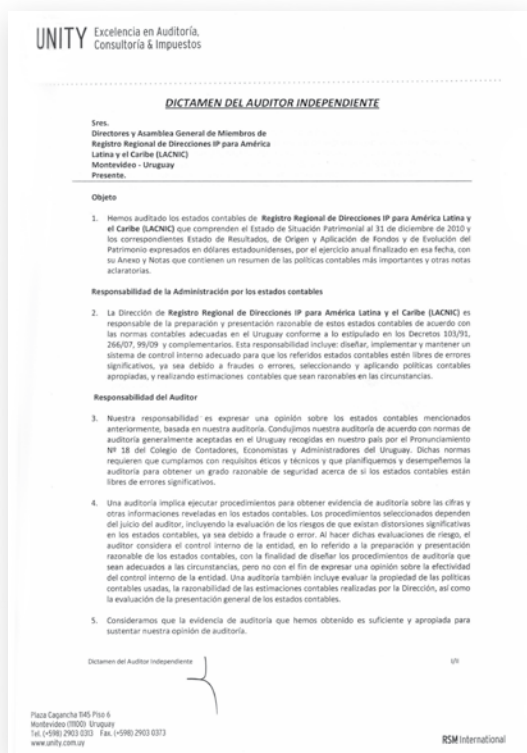 UNITY Excelencia en Auditoría,
Consultoría & Impuestos
DICTAMEN DEL AUDITOR INDEPENDIENTE
Sres.
Directores y Asamblea General de Miembros de
Registro Regional de Direcciones IP para América
Latina y el Caribe (LACNIC)
Montevideo - Uruguay
Presente.
Objeto
1. Hemos auditado los estados contables de Registro Regional de Direcciones IP para América Latina y
el Caribe (LACNIC) que comprenden el Estado de Situación Patrimonial al 31 de diciembre de 2010 y
los correspondientes Estado de Resultados, de Origen y Aplicación de Fondos y de Evolución del
Patrimonio expresados en dólares estadounidenses, por el ejercicio anual finalizado en esa fecha, con
su Anexo y Notas que contienen un resumen de las políticas contables más importantes y otras notas
aclaratorias.
Responsabilidad de la Administración por los estados contables
2. La Dirección de Registro Regional de Direcciones IP para América Latina y el Caribe (LACNIC) es
responsable de la preparación y presentación razonable de estos estados contables de acuerdo con
las normas contables adecuadas en el Uruguay conforme a lo estipulado en los Decretos 103/91,
266/07, 99/09 y complementarios. Esta responsabilidad incluye: diseñar, implementar y mantener un
sistema de control interno adecuado para que los referidos estados contables estén libres de errores
significativos, ya sea debido a fraudes o errores, seleccionando y aplicando políticas contables
apropiadas, y realizando estimaciones contables que sean razonables en las circunstancias.
Responsabilidad del Auditor
3. Nuestra responsabilidad es expresar una opinión sobre los estados contables mencionados
anteriormente, basada en nuestra auditoría. Condujimos nuestra auditoría de acuerdo con normas de
auditoría generalmente aceptadas en el Uruguay recogidas en nuestro país por el Pronunciamiento
Nº 18 del Colegio de Contadores, Economistas y Administradores del Uruguay. Dichas normas
requieren que cumplamos con requisitos éticos y técnicos y que planifiquemos y desempeñemos la
auditoría para obtener un grado razonable de seguridad acerca de si los estados contables están
libres de errores significativos.
4. Una auditoría implica ejecutar procedimientos para obtener evidencia de auditoría sobre las cifras y
otras informaciones reveladas en los estados contables. Los procedimientos seleccionados dependen
del juicio del auditor, incluyendo la evaluación de los riesgos de que existan distorsiones significativas
en los estados contables, ya sea debido a fraude o error. Al hacer dichas evaluaciones de riesgo, el
auditor considera el control interno de la entidad, en lo referido a la preparación y presentación
razonable de los estados contables, con la finalidad de diseñar los procedimientos de auditoría que
sean adecuados a las circunstancias, pero no con el fin de expresar una opinión sobre la efectividad
del control interno de la entidad. Una auditoría también incluye evaluar la propiedad de las políticas
contables usadas, la razonabilidad de las estimaciones contables realizadas por la Dirección, así como
la evaluación de la presentación general de los estados contables.
5. Consideramos que la evidencia de auditoría que hemos obtenido es suficiente y apropiada para
sustentar nuestra opinión de auditoría.
Dictamen del Auditor Independiente
Plaza Cagancha 1145 Piso 6
Montevideo (11100) Uruguay
Tel. (+598) 2903 0313 Fax. (+598) 2903 0373
www.unity.com.uy
RSM International